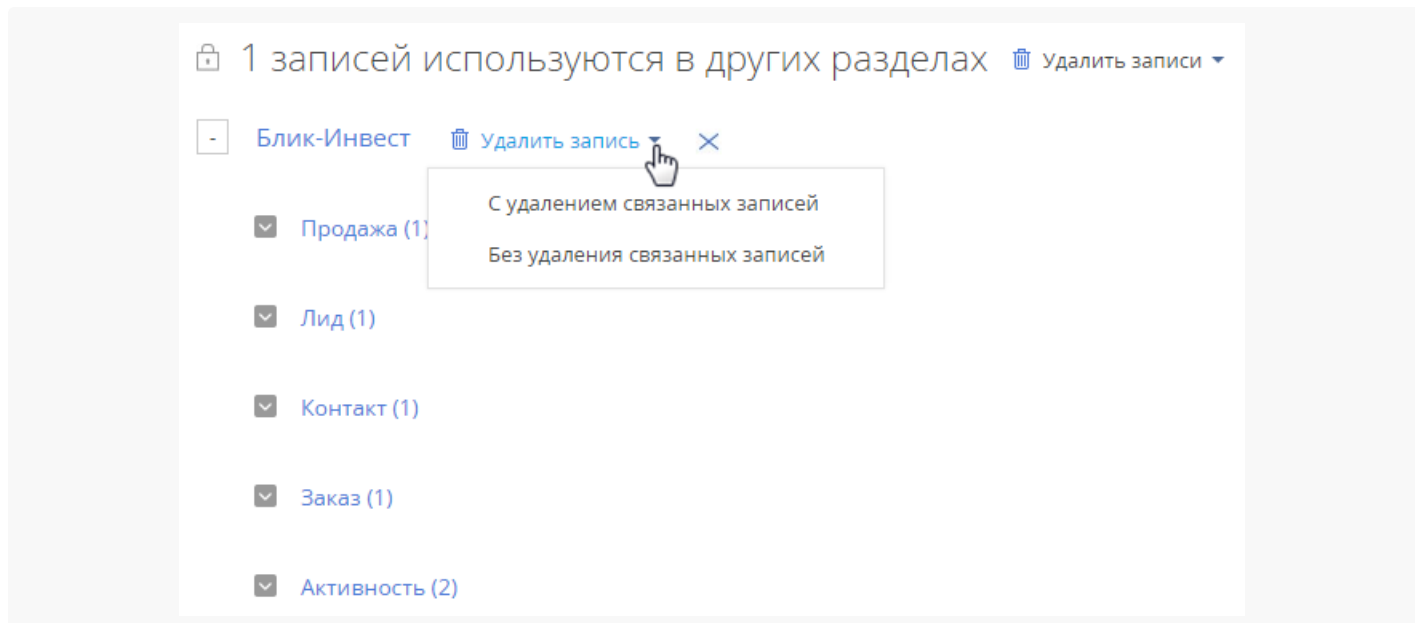 1 записей используются в других разделах Удалить записи
- Блик-Инвест Удалить запись
С удалением связанных записей
Продажа (1)
Без удаления связанных записей
Лид (1)
Контакт (1)
Заказ (1)
Активность (2)